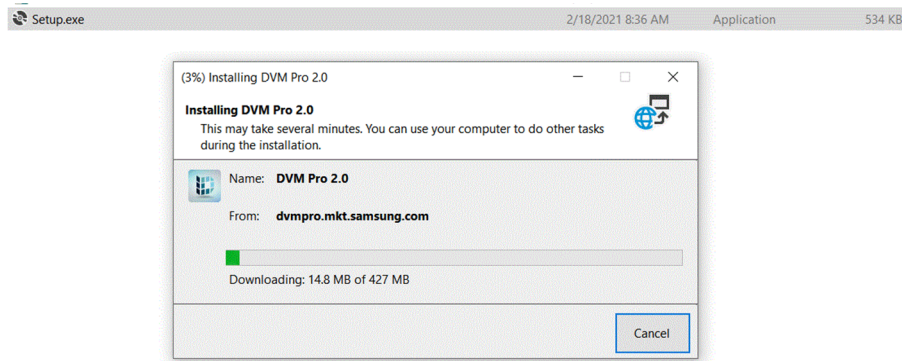 Setup.exe 2/18/2021 8:36 AM Application 534 KB
(3%) Installing DVM Pro 2.0
Installing DVM Pro 2.0
This may take several minutes. You can use your computer to do other tasks
during the installation.
Name: DVM Pro 2.0
From: dvmpro.mkt.samsung.com
Downloading: 14.8 MB of 427 MB
Cancel